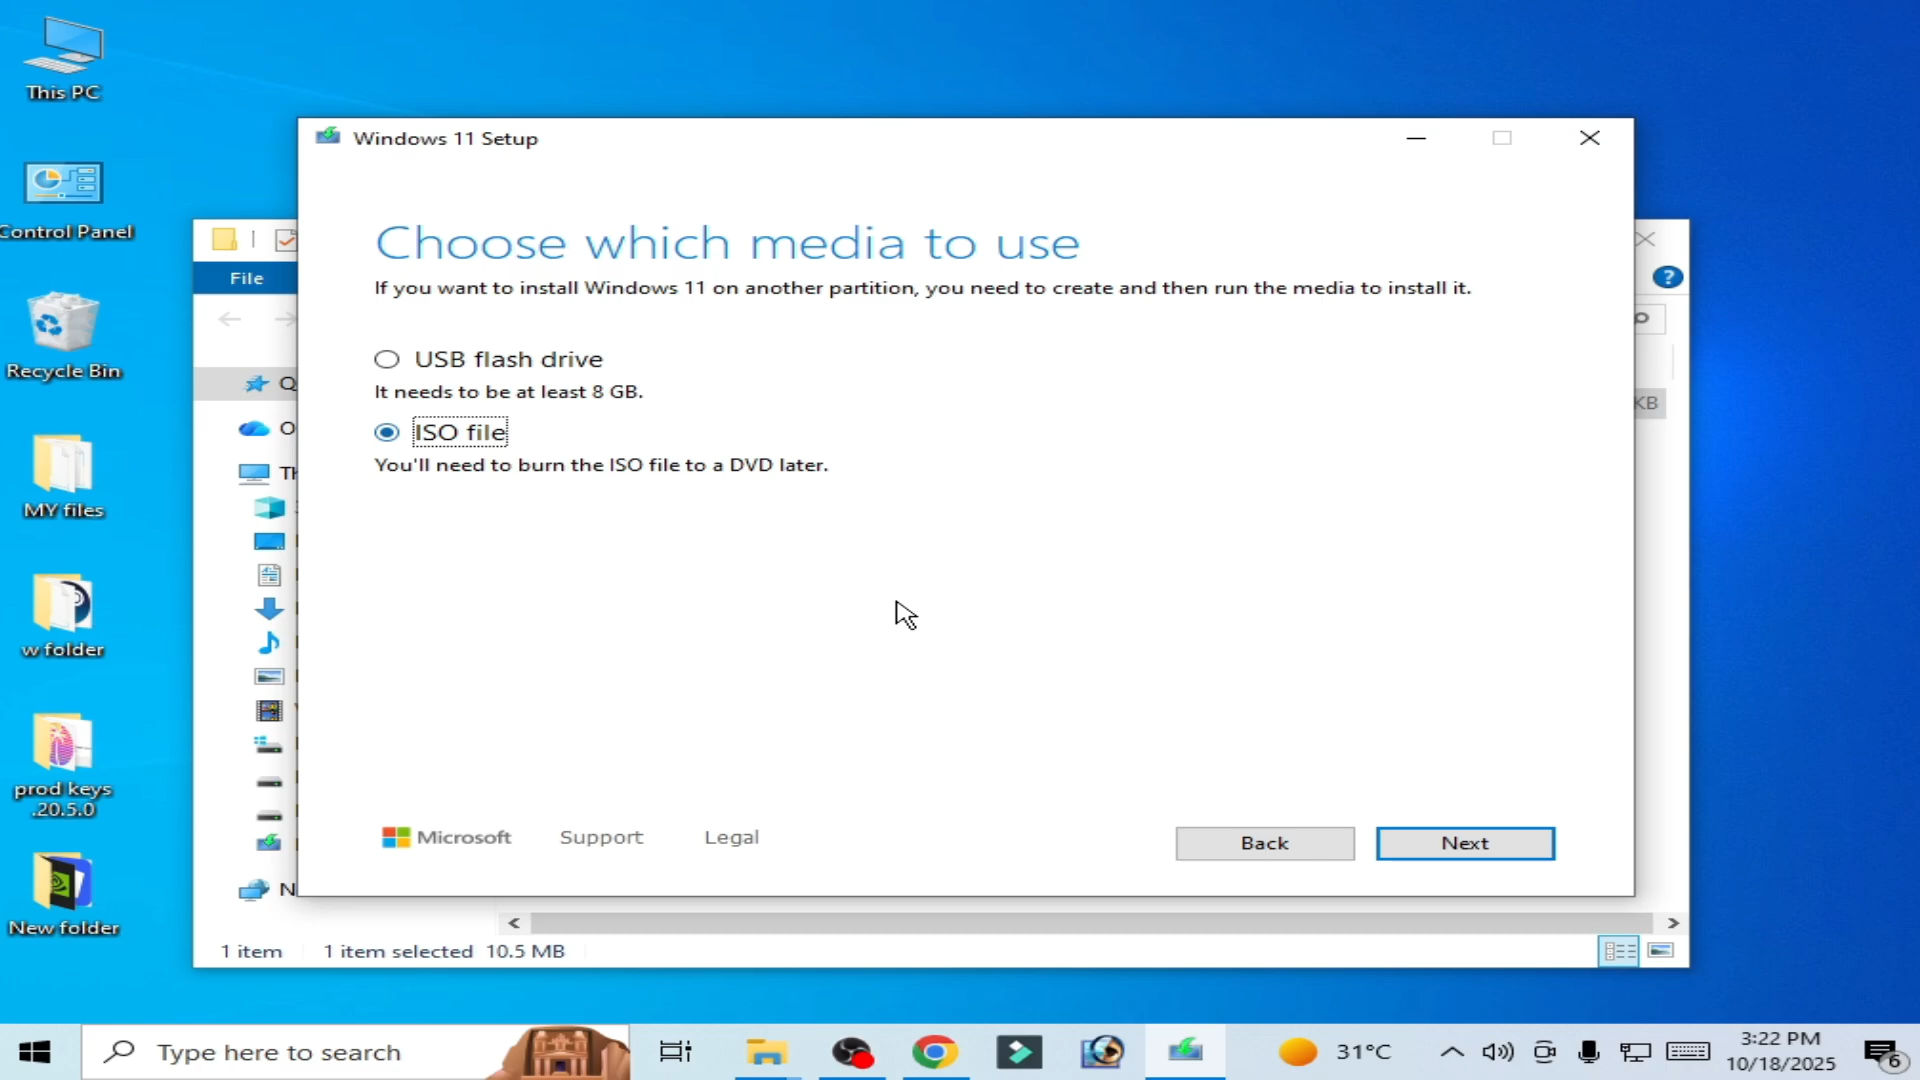 This PC
Control Panel
Recycle Bin
MY files
w folder
prod keys
.20.5.0
New folder
File
KB
Windows 11 Setup
Choose which media to use
If you want to install Windows 11 on another partition, you need to create and then run the media to install it.
USB flash drive
It needs to be at least 8 GB.
ISO file
You'll need to burn the ISO file to a DVD later.
Microsoft
Support
Legal
Back
Next
1 item
1 item selected 10.5 MB
Type here to search
31°C
3:22 PM
10/18/2025
6